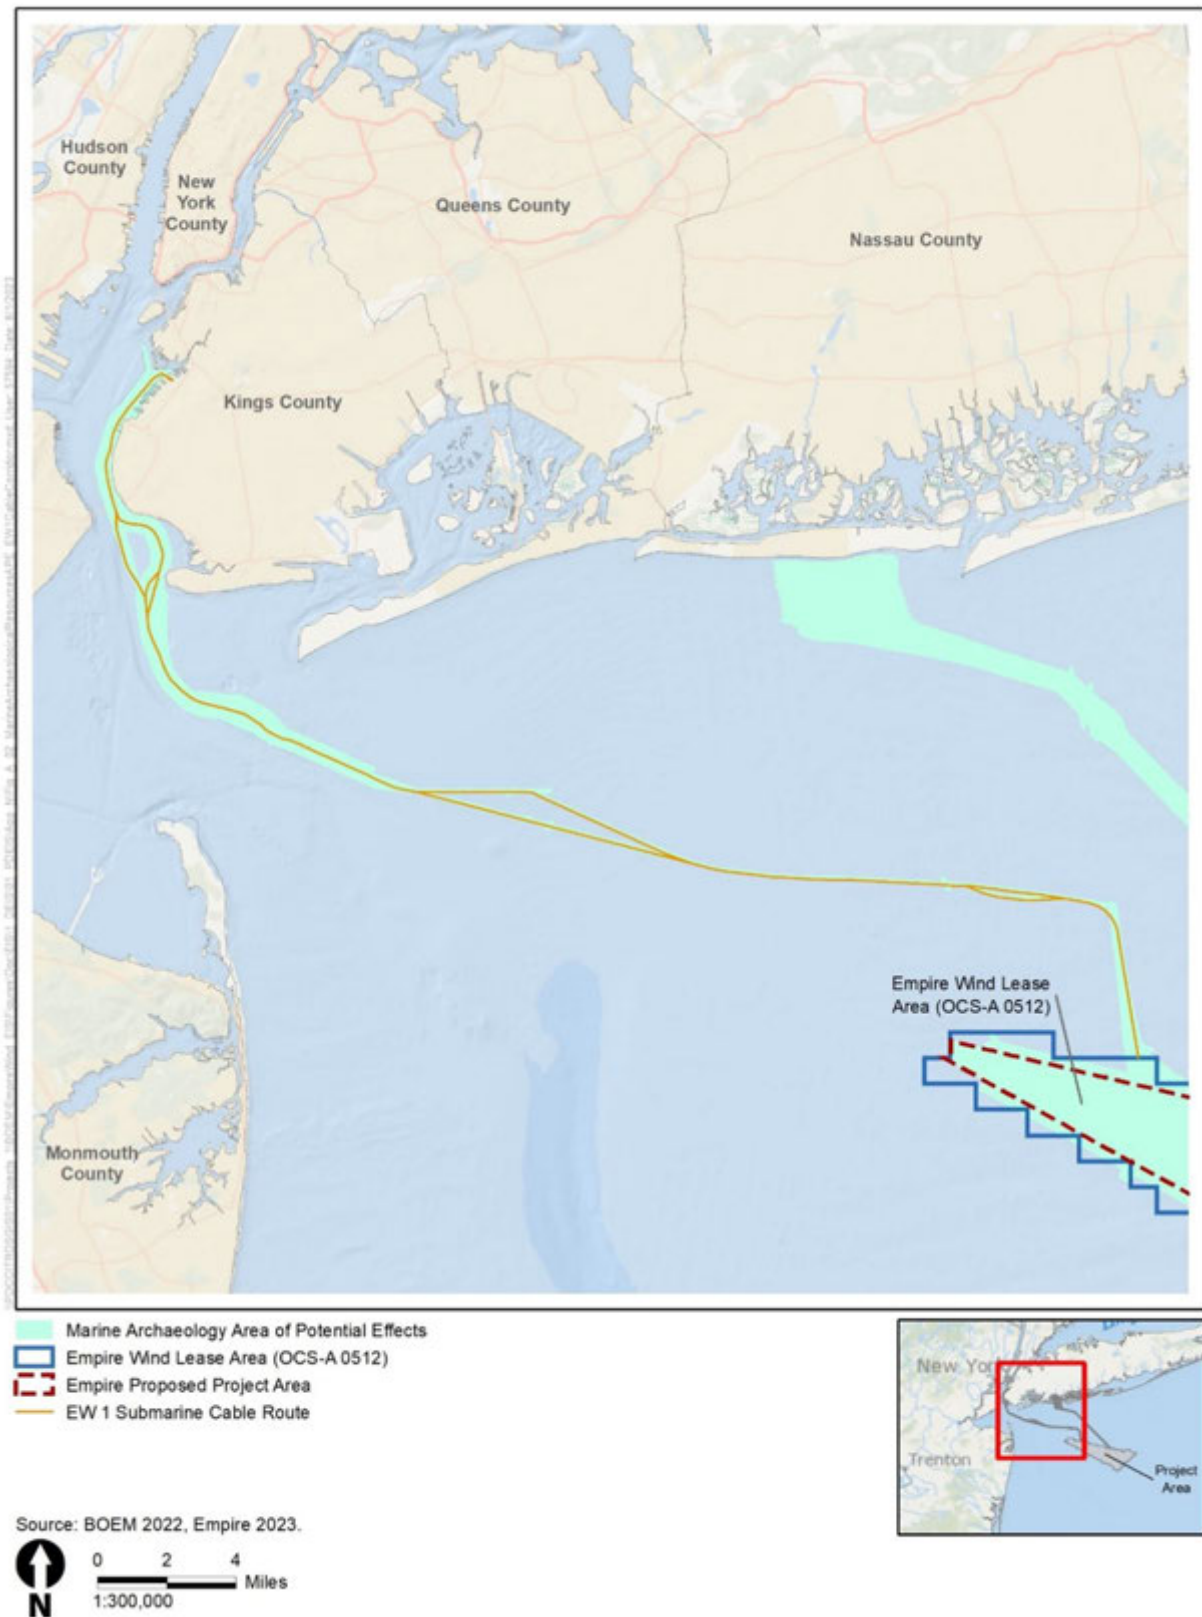 Hudson
County
New
York
County
Queens County
Nassau County
Kings County
Empire Wind Lease
Area (OCS-A 0512)
Monmouth
County
Marine Archaeology Area of Potential Effects
Empire Wind Lease Area (OCS-A 0512)
Empire Proposed Project Area
EW 1 Submarine Cable Route
New York
Trenton
Project
Area
Source: BOEM 2022, Empire 2023.
0 2 4
Miles
1:300,000
N